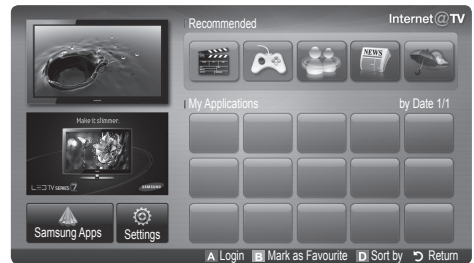 Internet@TV
Recommended
NEWS
My Applications by Date 1/1
Make it slimmer.
LED TV SERIES 7 SAMSUNG
Samsung Apps
Settings
A Login B Mark as Favourite D Sort by Return